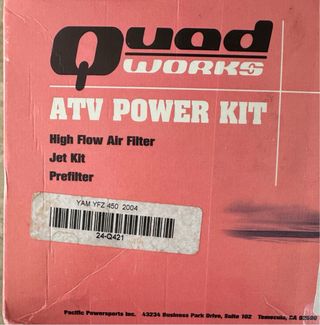 Quad
WORKS
ATV POWER KIT
High Flow Air Filter
Jet Kit
Prefilter
YAM YFZ 450 2004
24-Q421
Pacific Powersports Inc. 43234 Business Park Drive, Suite 102 Temecula, CA